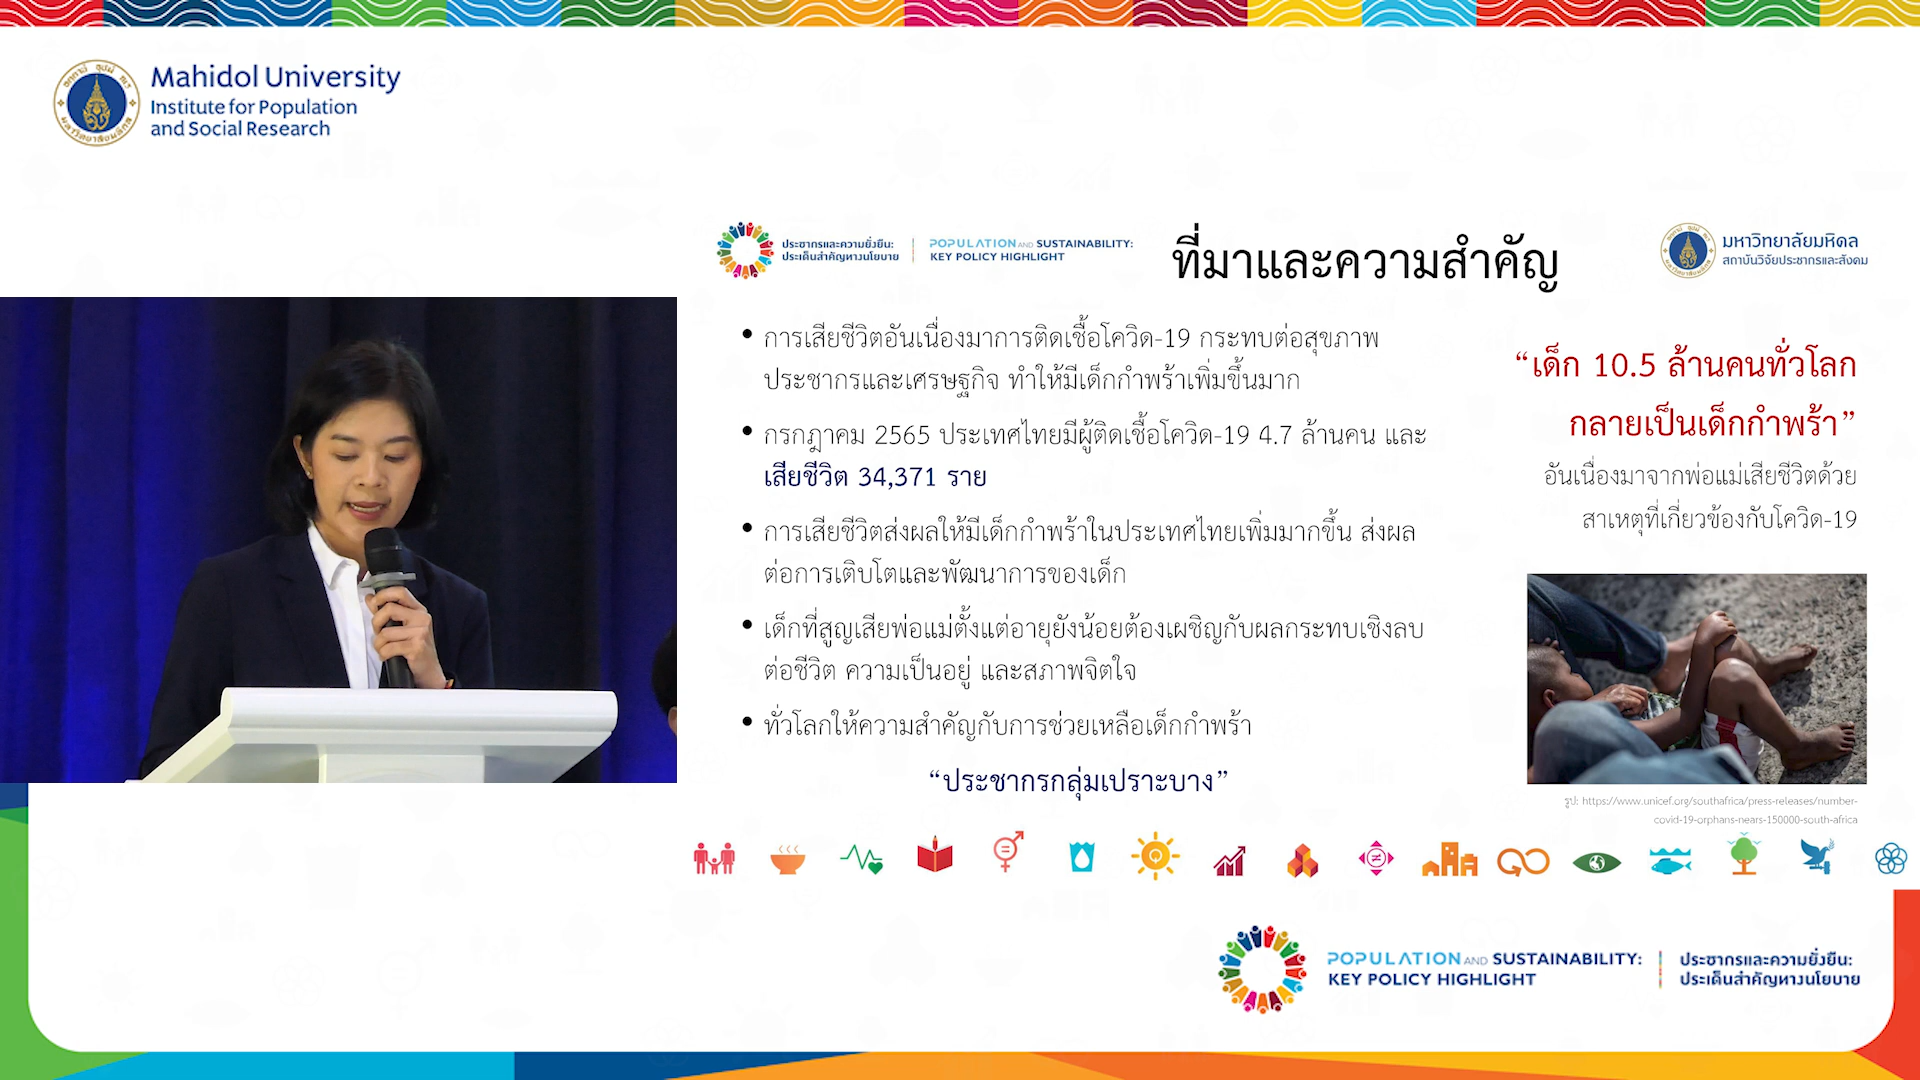 Mahidol University
Institute for Population
and Social Research
ประชากรและความยั่งยืน:
ประเด็นสำคัญทางนโยบาย
POPULATION AND SUSTAINABILITY:
KEY POLICY HIGHLIGHT
ที่มาและความสำคัญ
มหาวิทยาลัยมหิดล
สถาบันวิจัยประชากรและสังคม
• การเสียชีวิตอันเนื่องมาการติดเชื้อโควิด-19 กระทบต่อสุขภาพ
ประชากรและเศรษฐกิจ ทำให้มีเด็กกำพร้าเพิ่มขึ้นมาก
• กรกฎาคม 2565 ประเทศไทยมีผู้ติดเชื้อโควิด-19 4.7 ล้านคน และ
เสียชีวิต 34,371 ราย
• การเสียชีวิตส่งผลให้มีเด็กกำพร้าในประเทศไทยเพิ่มมากขึ้น ส่งผล
ต่อการเติบโตและพัฒนาการของเด็ก
• เด็กที่สูญเสียพ่อแม่ตั้งแต่อายุยังน้อยต้องเผชิญกับผลกระทบเชิงลบ
ต่อชีวิต ความเป็นอยู่ และสภาพจิตใจ
• ทั่วโลกให้ความสำคัญกับการช่วยเหลือเด็กกำพร้า
“ประชากรกลุ่มเปราะบาง”
“เด็ก 10.5 ล้านคนทั่วโลก
กลายเป็นเด็กกำพร้า”
อันเนื่องมาจากพ่อแม่เสียชีวิตด้วย
สาเหตุที่เกี่ยวข้องกับโควิด-19
รูป: https://www.unicef.org/southafrica/press-releases/number-
covid-19-orphans-nears-150000-south-africa
POPULATION AND SUSTAINABILITY:
KEY POLICY HIGHLIGHT
ประชากรและความยั่งยืน:
ประเด็นสำคัญทางนโยบาย